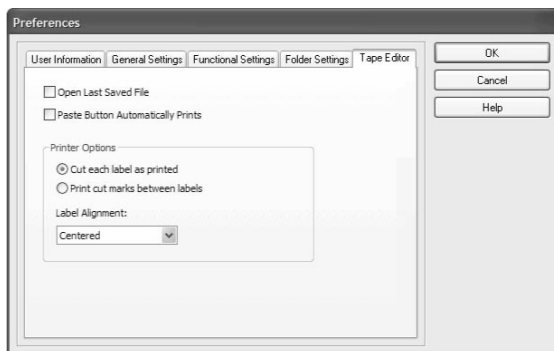 Preferences
User Information
General Settings
Functional Settings
Folder Settings
Tape Editor
OK
Cancel
Help
Open Last Saved File
Paste Button Automatically Prints
Printer Options
Cut each label as printed
Print cut marks between labels
Label Alignment:
Centered